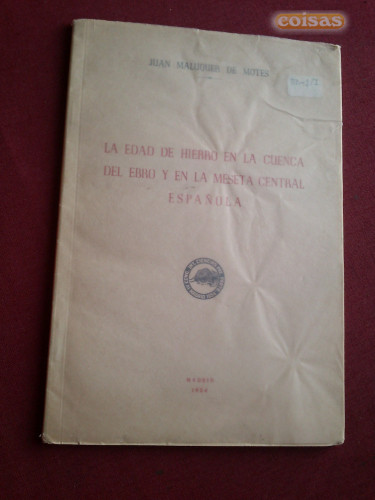 coisas
JUAN MALUQUER DE MOTES
LA EDAD DE HIERRO EN LA CUENCA
DEL EBRO Y EN LA MESETA CENTRAL
ESPAÑOLA
MADRID